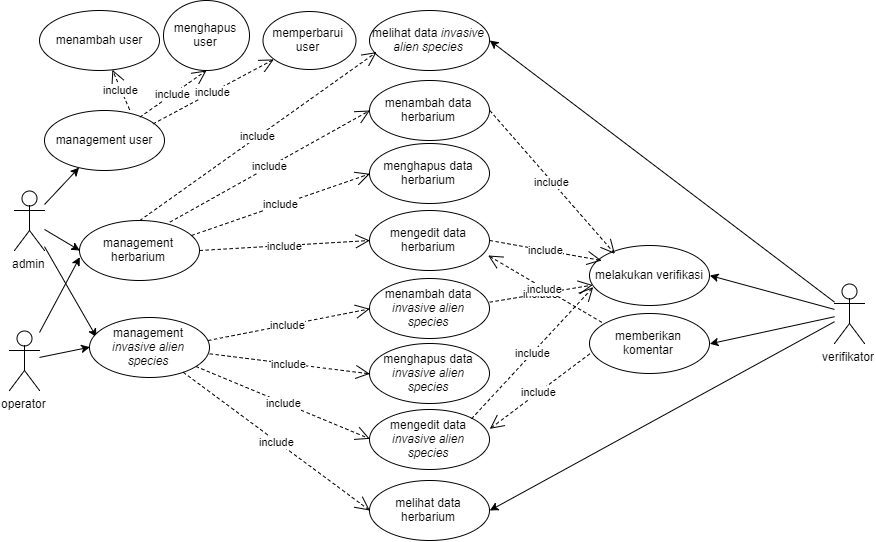 menghapus
user
menambah user
memperbarui
user
melihat data invasive
alien species
include
include
include
management user
menambah data
herbarium
include
include
include
menghapus data
herbarium
include
include
admin
management
herbarium
include
mengedit data
herbarium
include
melakukan verifikasi
include
menambah data
invasive alien
species
include
management
invasive alien
species
include
include
menghapus data
invasive alien
species
include
memberikan
komentar
verifikator
operator
include
mengedit data
invasive alien
species
include
include
melihat data
herbarium